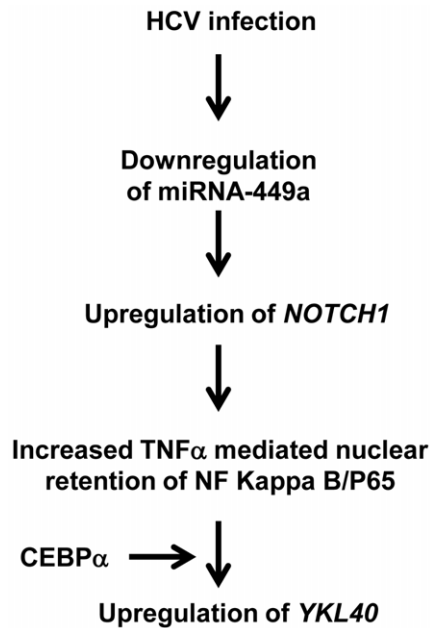 HCV infection
Downregulation
of miRNA-449a
Upregulation of NOTCH1
Increased TNFα mediated nuclear
retention of NF Kappa B/P65
CEBPα
Upregulation of YKL40